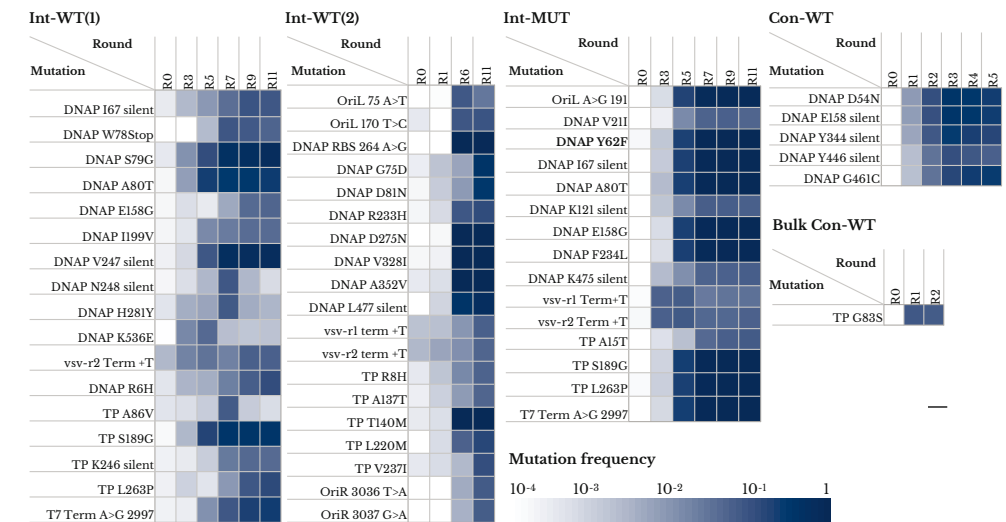 Int-WT(1)
Round
Mutation
R0 R3 R5 R7 R9 R11
DNAP I67 silent
DNAP W78Stop
DNAP S79G
DNAP A80T
DNAP E158G
DNAP I199V
DNAP V247 silent
DNAP N248 silent
DNAP H281Y
DNAP K536E
vsv-r2 Term +T
DNAP R6H
TP A86V
TP S189G
TP K246 silent
TP L263P
T7 Term A>G 2997
Int-WT(2)
Round
Mutation
R0 R1 R6 R11
OriL 75 A>T
OriL 170 T>C
DNAP RBS 264 A>G
DNAP G75D
DNAP D81N
DNAP R233H
DNAP D275N
DNAP V328I
DNAP A352V
DNAP L477 silent
vsv-r1 term +T
vsv-r2 term +T
TP R8H
TP A137T
TP T140M
TP L220M
TP V237I
OriR 3036 T>A
OriR 3037 G>A
Int-MUT
Round
Mutation
R0 R3 R5 R7 R9 R11
OriL A>G 191
DNAP V21I
DNAP Y62F
DNAP I67 silent
DNAP A80T
DNAP K121 silent
DNAP E158G
DNAP F234L
DNAP K475 silent
vsv-r1 Term+T
vsv-r2 Term +T
TP A15T
TP S189G
TP L263P
T7 Term A>G 2997
Con-WT
Round
Mutation
R0 R1 R2 R3 R4 R5
DNAP D54N
DNAP E158 silent
DNAP Y344 silent
DNAP Y446 silent
DNAP G461C
Bulk Con-WT
Round
Mutation
R0 R1 R2
TP G83S
Mutation frequency
10⁻⁴ 10⁻³ 10⁻² 10⁻¹ 1